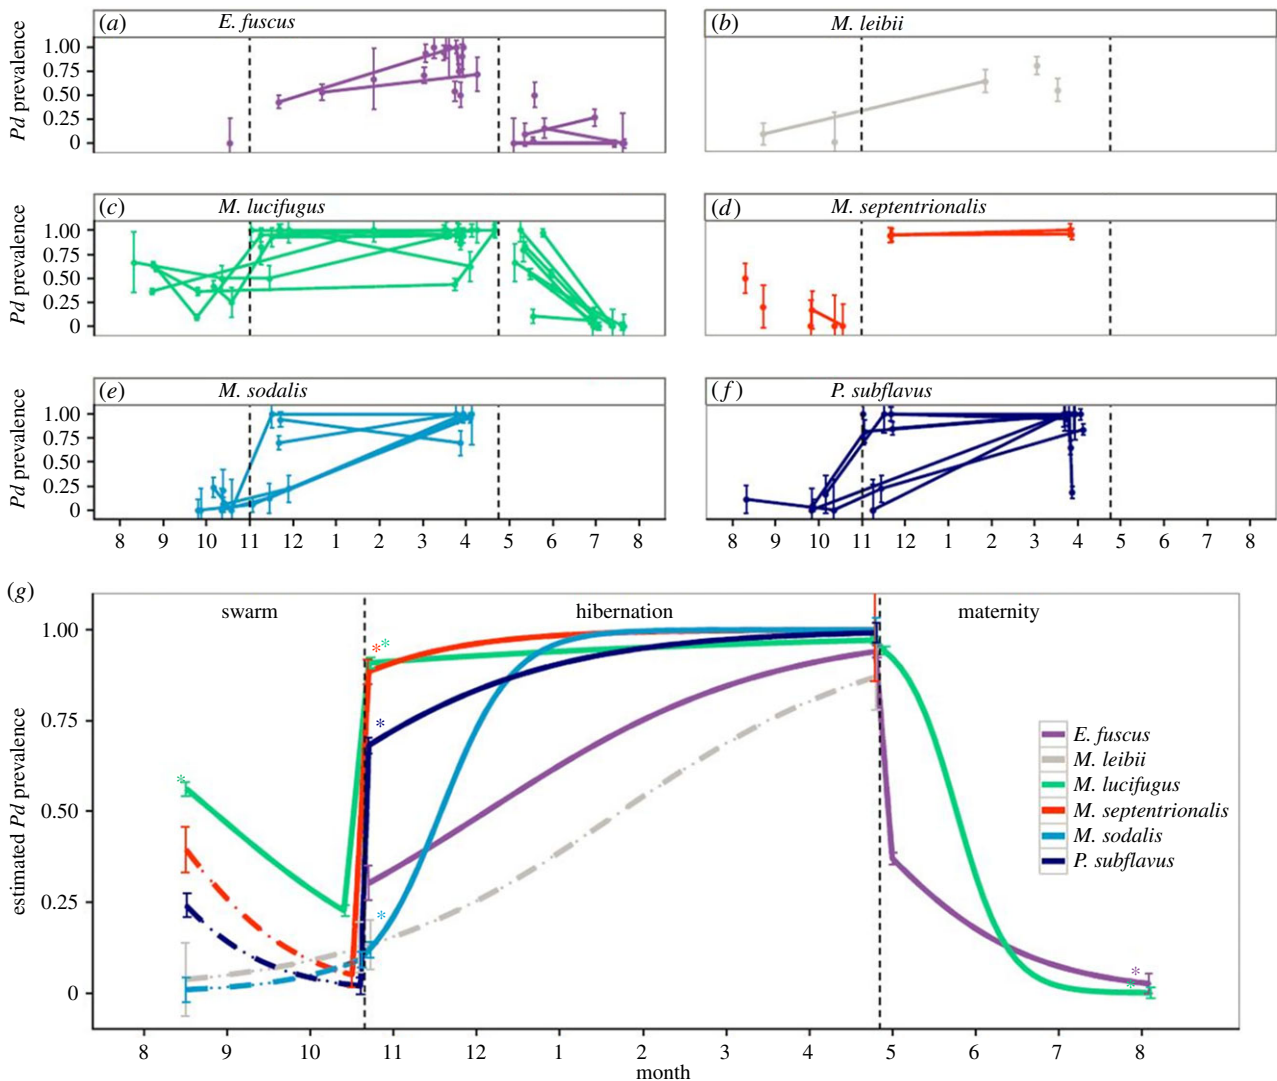 (a) E. fuscus
(b) M. leibii
Pd prevalence
1.00
0.75
0.50
0.25
0
(c) M. lucifugus
(d) M. septentrionalis
Pd prevalence
1.00
0.75
0.50
0.25
0
(e) M. sodalis
(f) P. subflavus
Pd prevalence
1.00
0.75
0.50
0.25
0
8 9 10 11 12 1 2 3 4 5 6 7 8
8 9 10 11 12 1 2 3 4 5 6 7 8
(g)
swarm hibernation maternity
estimated Pd prevalence
1.00
0.75
0.50
0.25
0
* *
*
*
*
*
*
E. fuscus
M. leibii
M. lucifugus
M. septentrionalis
M. sodalis
P. subflavus
8 9 10 11 12 1 2 3 4 5 6 7 8
month